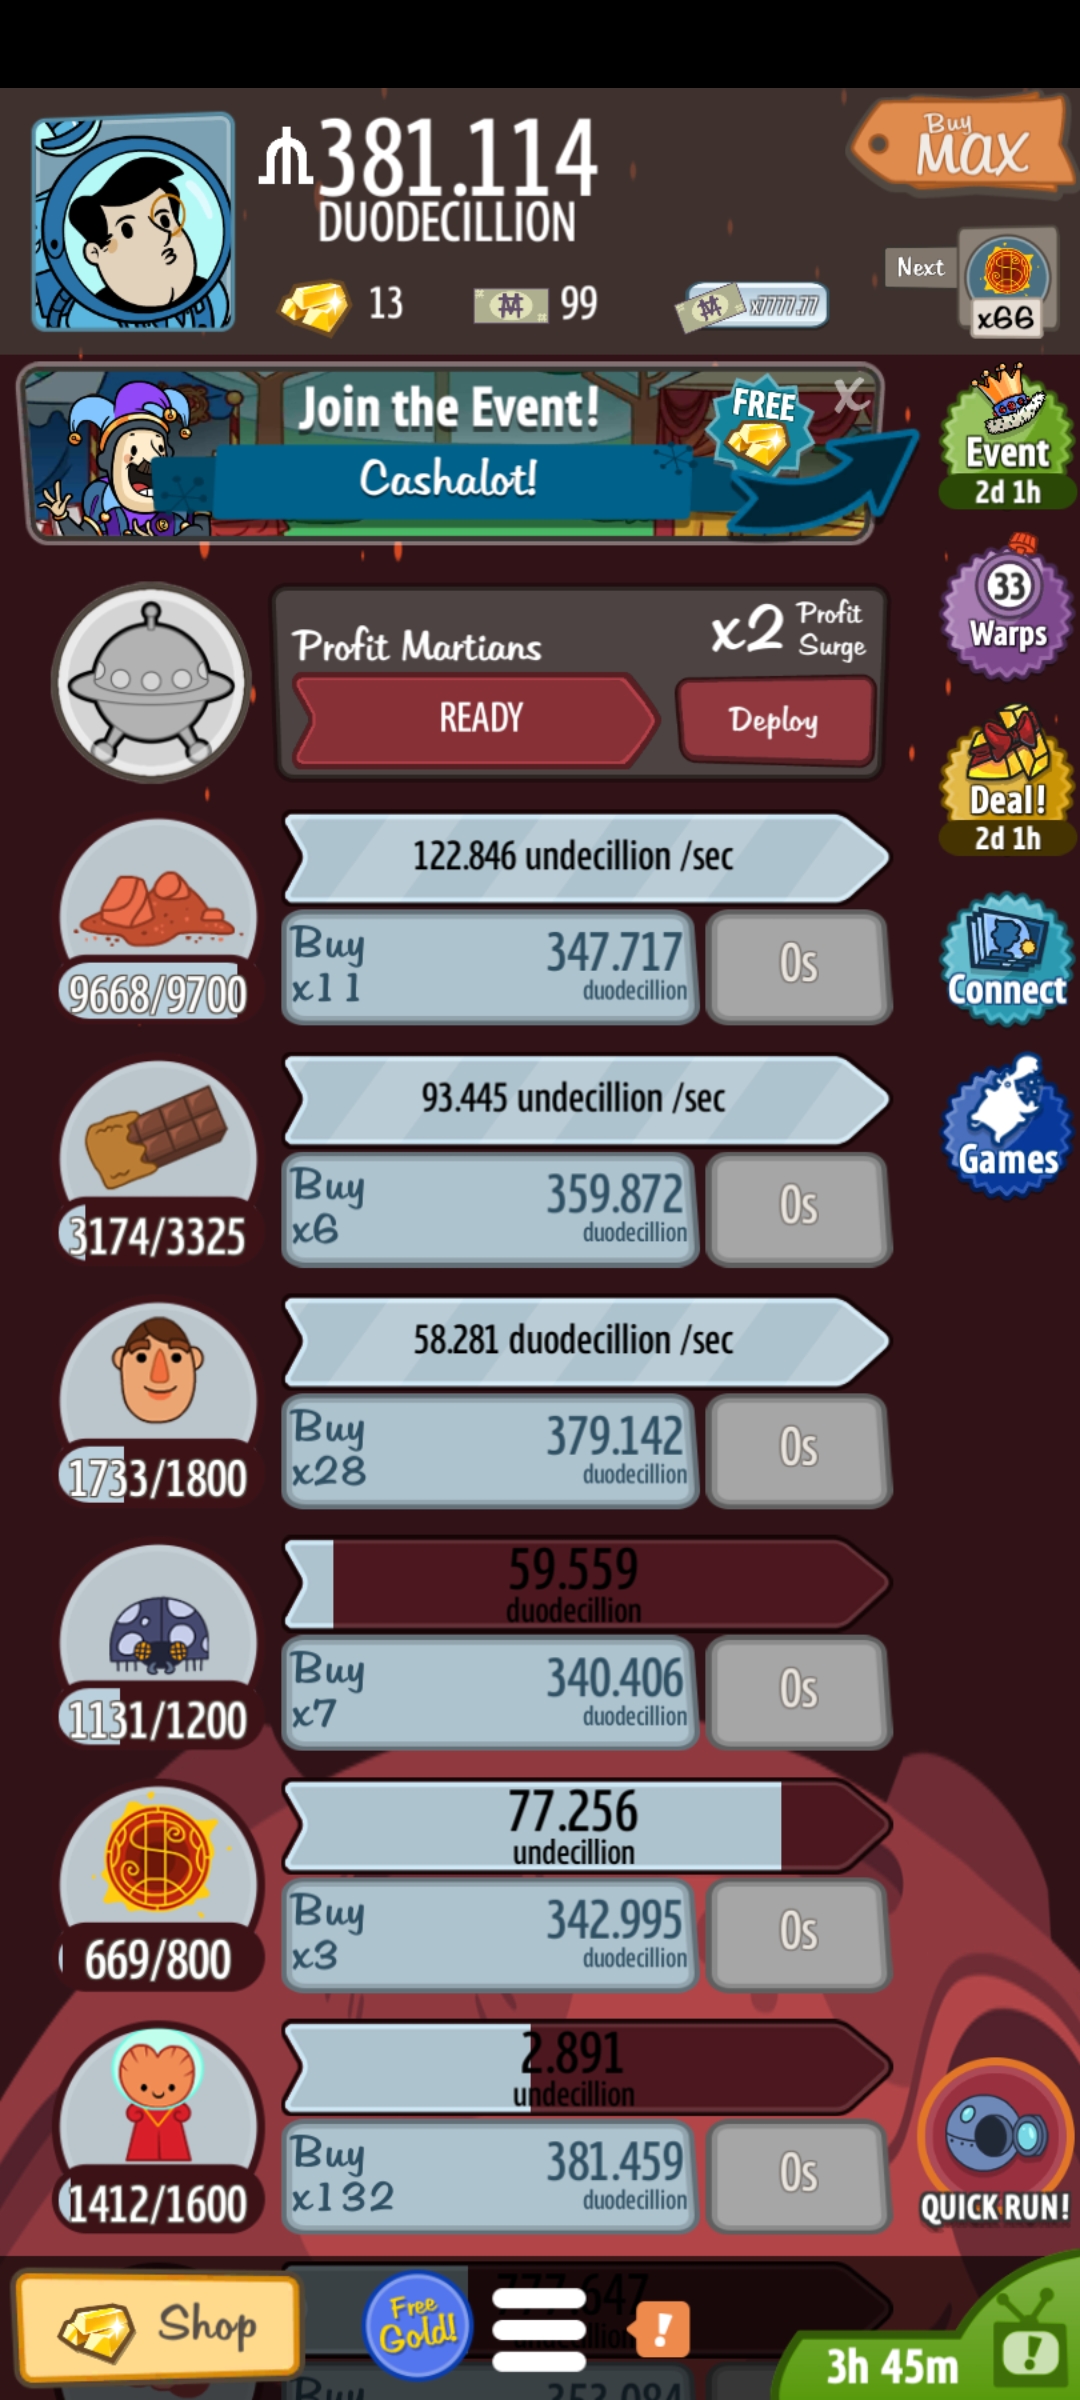 381.114
DUODECILLION
Buy
MAX
13
99
x7777.77
Next
x66
Join the Event!
FREE
X
Cashalot!
Event
2d 1h
Profit Martians
x2 Profit Surge
READY
Deploy
33
Warps
Deal!
2d 1h
122.846 undecillion /sec
Buy
x11
347.717
duodecillion
0s
9668/9700
Connect
93.445 undecillion /sec
Buy
x6
359.872
duodecillion
0s
3174/3325
Games
58.281 duodecillion /sec
Buy
x28
379.142
duodecillion
0s
1733/1800
59.559
duodecillion
Buy
x7
340.406
duodecillion
0s
1131/1200
77.256
undecillion
Buy
x3
342.995
duodecillion
0s
669/800
2.891
undecillion
Buy
x132
381.459
duodecillion
0s
1412/1600
QUICK RUN!
Shop
Free
Gold!
!
777.647
3h 45m
!
Buy